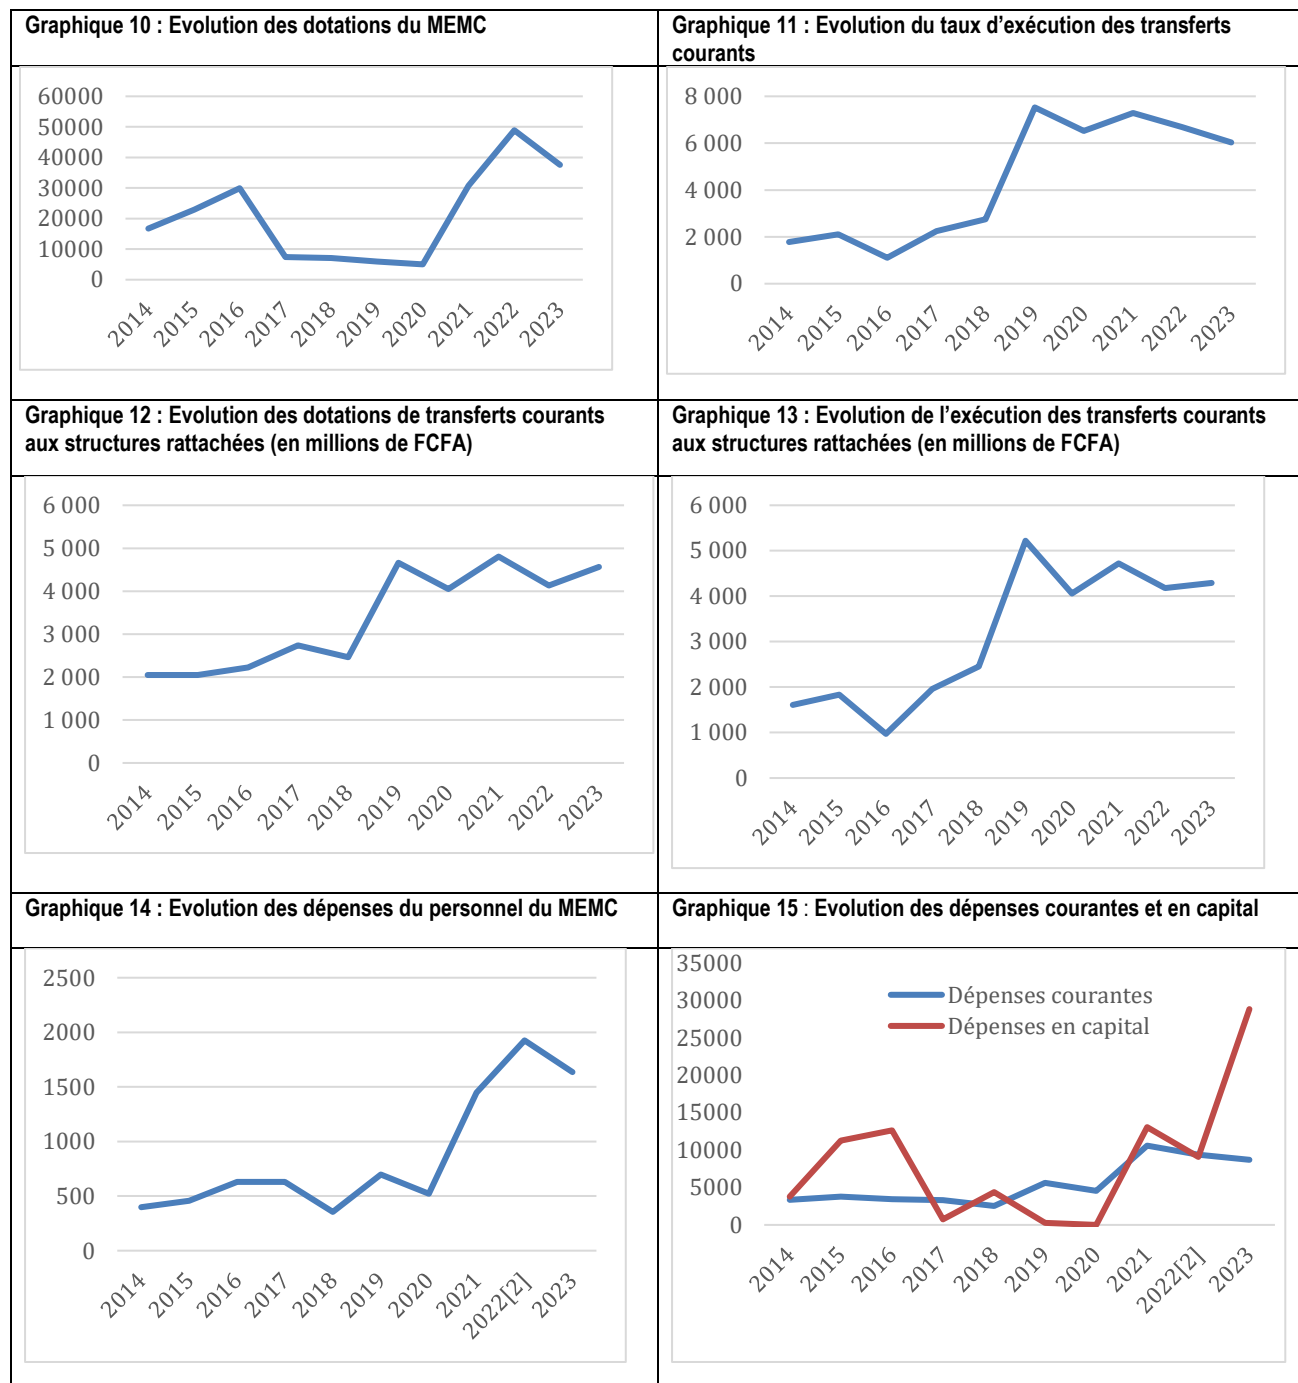 Graphique 10 : Evolution des dotations du MEMC
60000
50000
40000
30000
20000
10000
0
2014 2015 2016 2017 2018 2019 2020 2021 2022 2023
Graphique 11 : Evolution du taux d’exécution des transferts
courants
8 000
6 000
4 000
2 000
0
2014 2015 2016 2017 2018 2019 2020 2021 2022 2023
Graphique 12 : Evolution des dotations de transferts courants
aux structures rattachées (en millions de FCFA)
6 000
5 000
4 000
3 000
2 000
1 000
0
2014 2015 2016 2017 2018 2019 2020 2021 2022 2023
Graphique 13 : Evolution de l’exécution des transferts courants
aux structures rattachées (en millions de FCFA)
6 000
5 000
4 000
3 000
2 000
1 000
0
2014 2015 2016 2017 2018 2019 2020 2021 2022 2023
Graphique 14 : Evolution des dépenses du personnel du MEMC
2500
2000
1500
1000
500
0
2014 2015 2016 2017 2018 2019 2020 2021 2022[2] 2023
Graphique 15 : Evolution des dépenses courantes et en capital
35000
30000
25000
20000
15000
10000
5000
0
Dépenses courantes
Dépenses en capital
2014 2015 2016 2017 2018 2019 2020 2021 2022[2] 2023